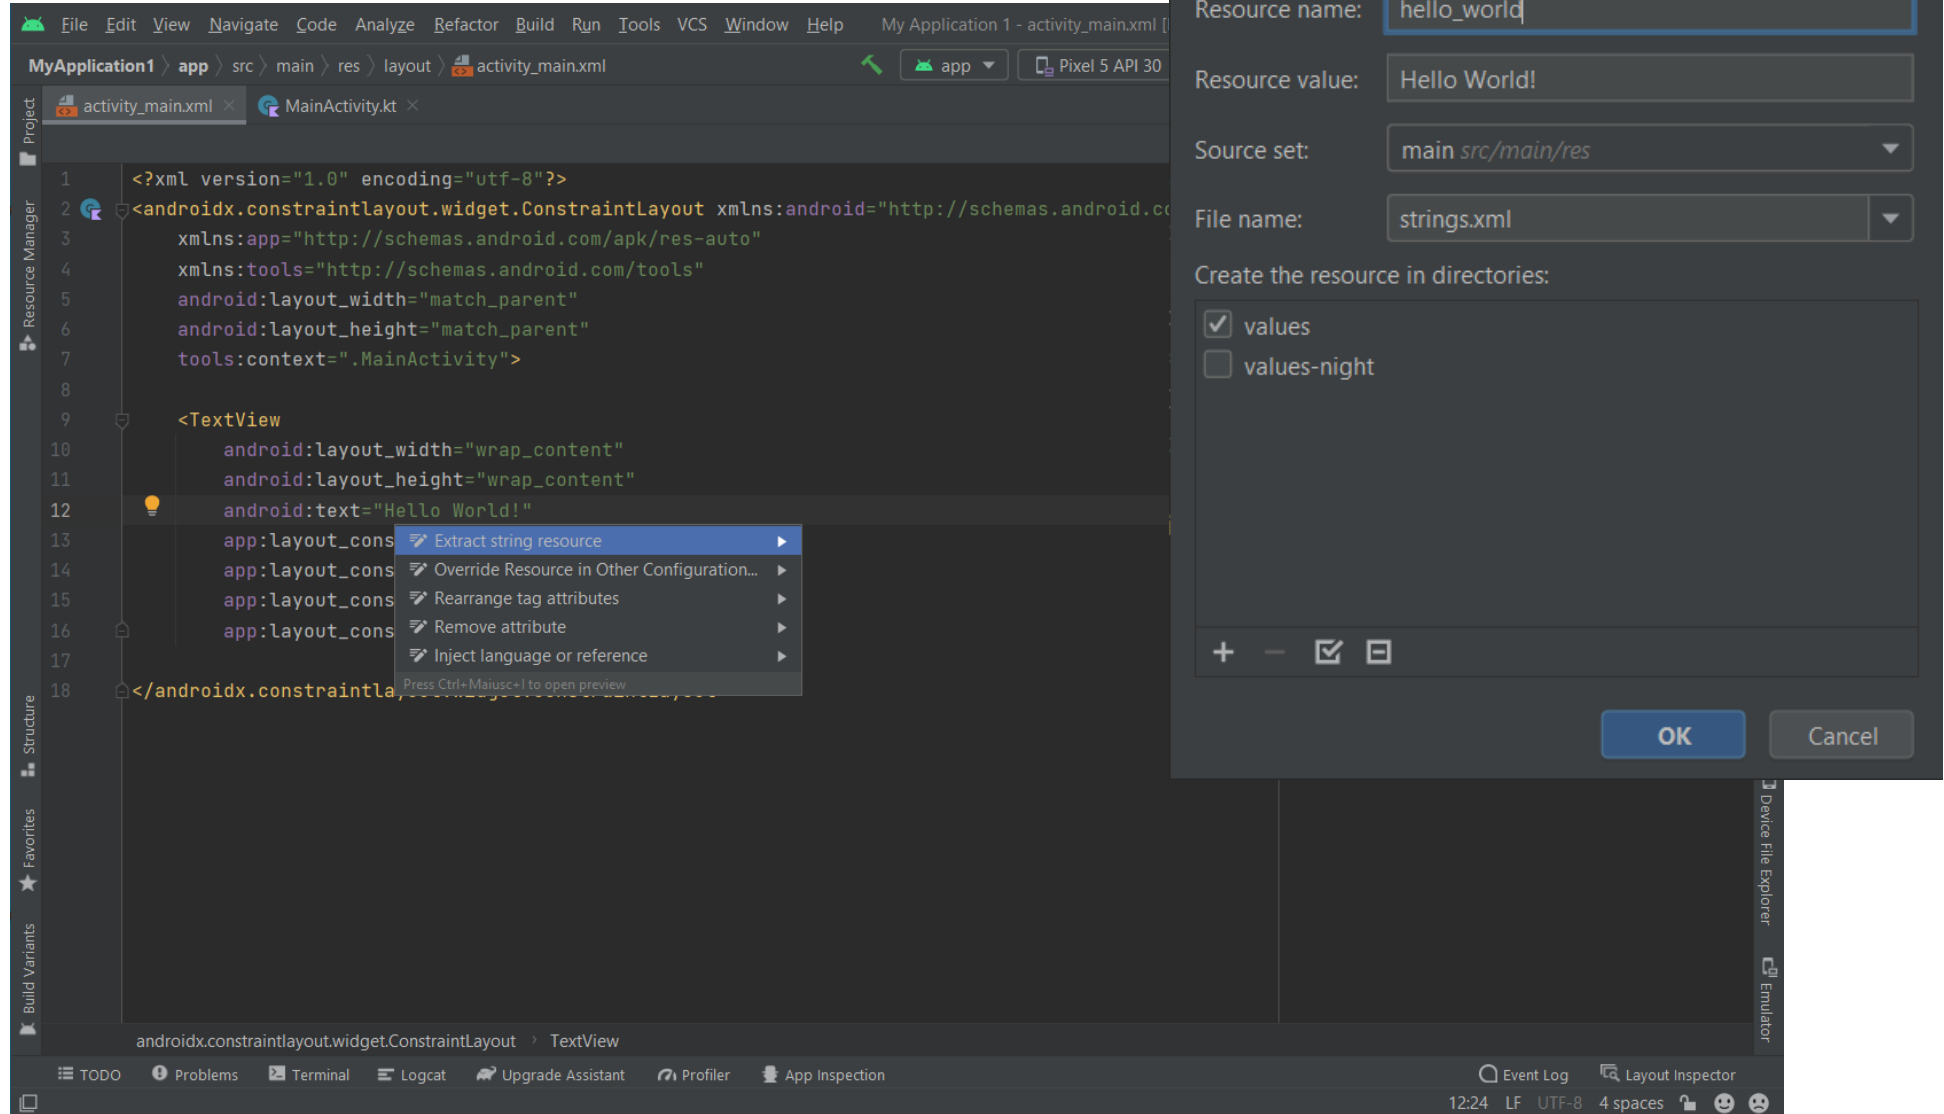 File Edit View Navigate Code Analyze Refactor Build Run Tools VCS Window Help My Application 1 - activity_main.xml [
MyApplication1 app src main res layout activity_main.xml app Pixel 5 API 30
activity_main.xml MainActivity.kt
Project
Resource Manager
Structure
Favorites
Build Variants
1 <?xml version="1.0" encoding="utf-8"?>
2 <androidx.constraintlayout.widget.ConstraintLayout xmlns:android="http://schemas.android.co
3 xmlns:app="http://schemas.android.com/apk/res-auto"
4 xmlns:tools="http://schemas.android.com/tools"
5 android:layout_width="match_parent"
6 android:layout_height="match_parent"
7 tools:context=".MainActivity">
8
9 <TextView
10 android:layout_width="wrap_content"
11 android:layout_height="wrap_content"
12 android:text="Hello World!"
13 app:layout_cons
14 app:layout_cons
15 app:layout_cons
16 app:layout_cons
17
18 </androidx.constraintla
Extract string resource
Override Resource in Other Configuration...
Rearrange tag attributes
Remove attribute
Inject language or reference
Press Ctrl+Maiusc+I to open preview
Resource name: hello_world
Resource value: Hello World!
Source set: main src/main/res
File name: strings.xml
Create the resource in directories:
values
values-night
OK Cancel
Device File Explorer
Emulator
androidx.constraintlayout.widget.ConstraintLayout TextView
TODO Problems Terminal Logcat Upgrade Assistant Profiler App Inspection Event Log Layout Inspector
12:24 LF UTF-8 4 spaces